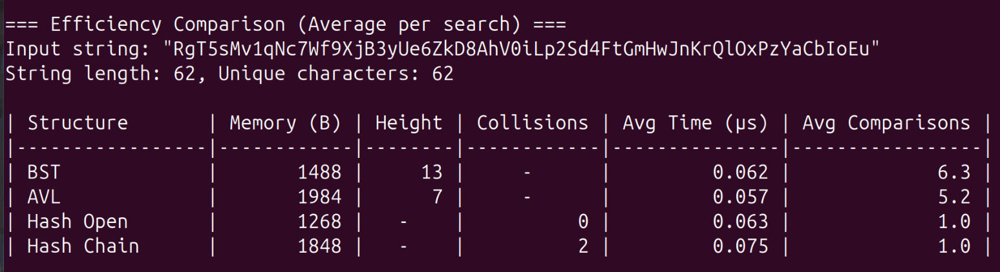 === Efficiency Comparison (Average per search) ===
Input string: "RgT5sMv1qNc7Wf9XjB3yUe6ZkD8AhV0iLp2Sd4FtGmHwJnKrQlOxPzYaCbIoEu"
String length: 62, Unique characters: 62
| Structure | Memory (B) | Height | Collisions | Avg Time (µs) | Avg Comparisons |
|-----------------|------------|--------|------------|---------------|-----------------|
| BST | 1488 | 13 | - | 0.062 | 6.3 |
| AVL | 1984 | 7 | - | 0.057 | 5.2 |
| Hash Open | 1268 | - | 0 | 0.063 | 1.0 |
| Hash Chain | 1848 | - | 2 | 0.075 | 1.0 |